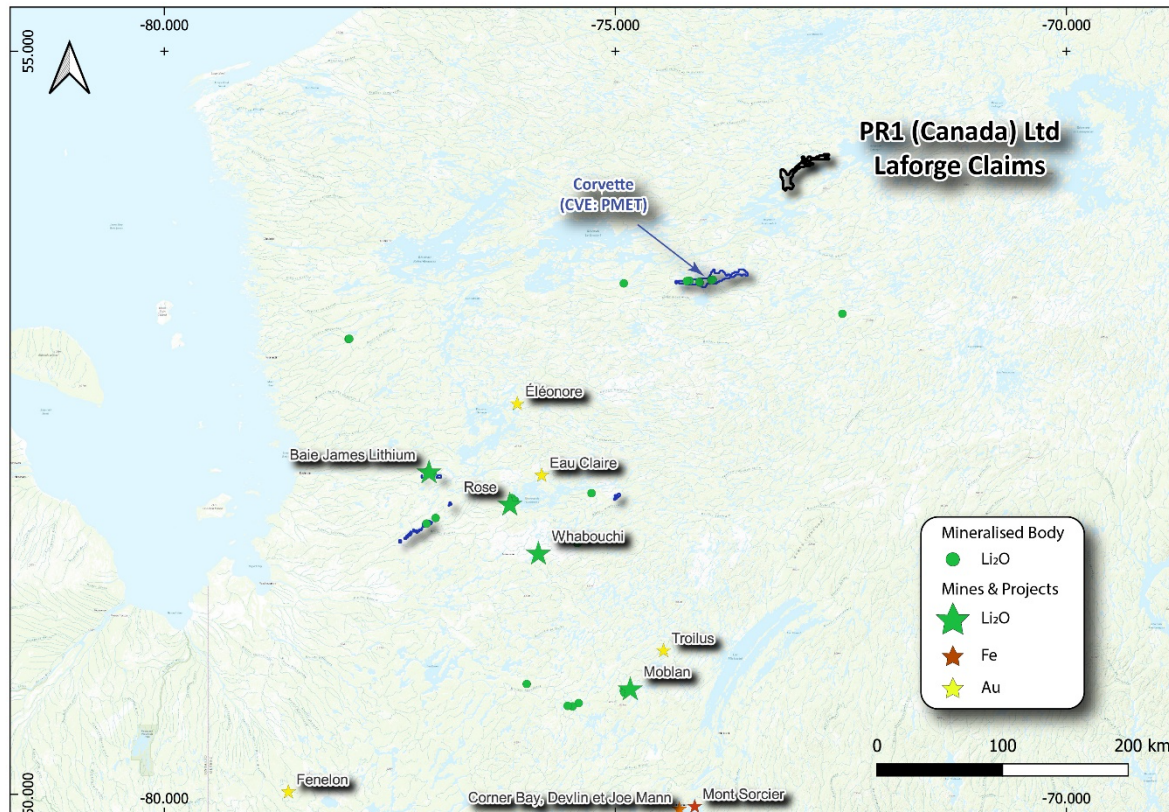 -80.000
-75.000
-70.000
55.000
PR1 (Canada) Ltd
Laforge Claims
Corvette
(CVE: PMET)
Éléonore
Baie James Lithium
Eau Claire
Rose
Whabouchi
Mineralised Body
Li₂O
Mines & Projects
Li₂O
Fe
Au
Troilus
Moblan
0
100
200 km
Fenelon
Corner Bay, Devlin et Joe Mann
Mont Sorcier
-80.000
-70.000